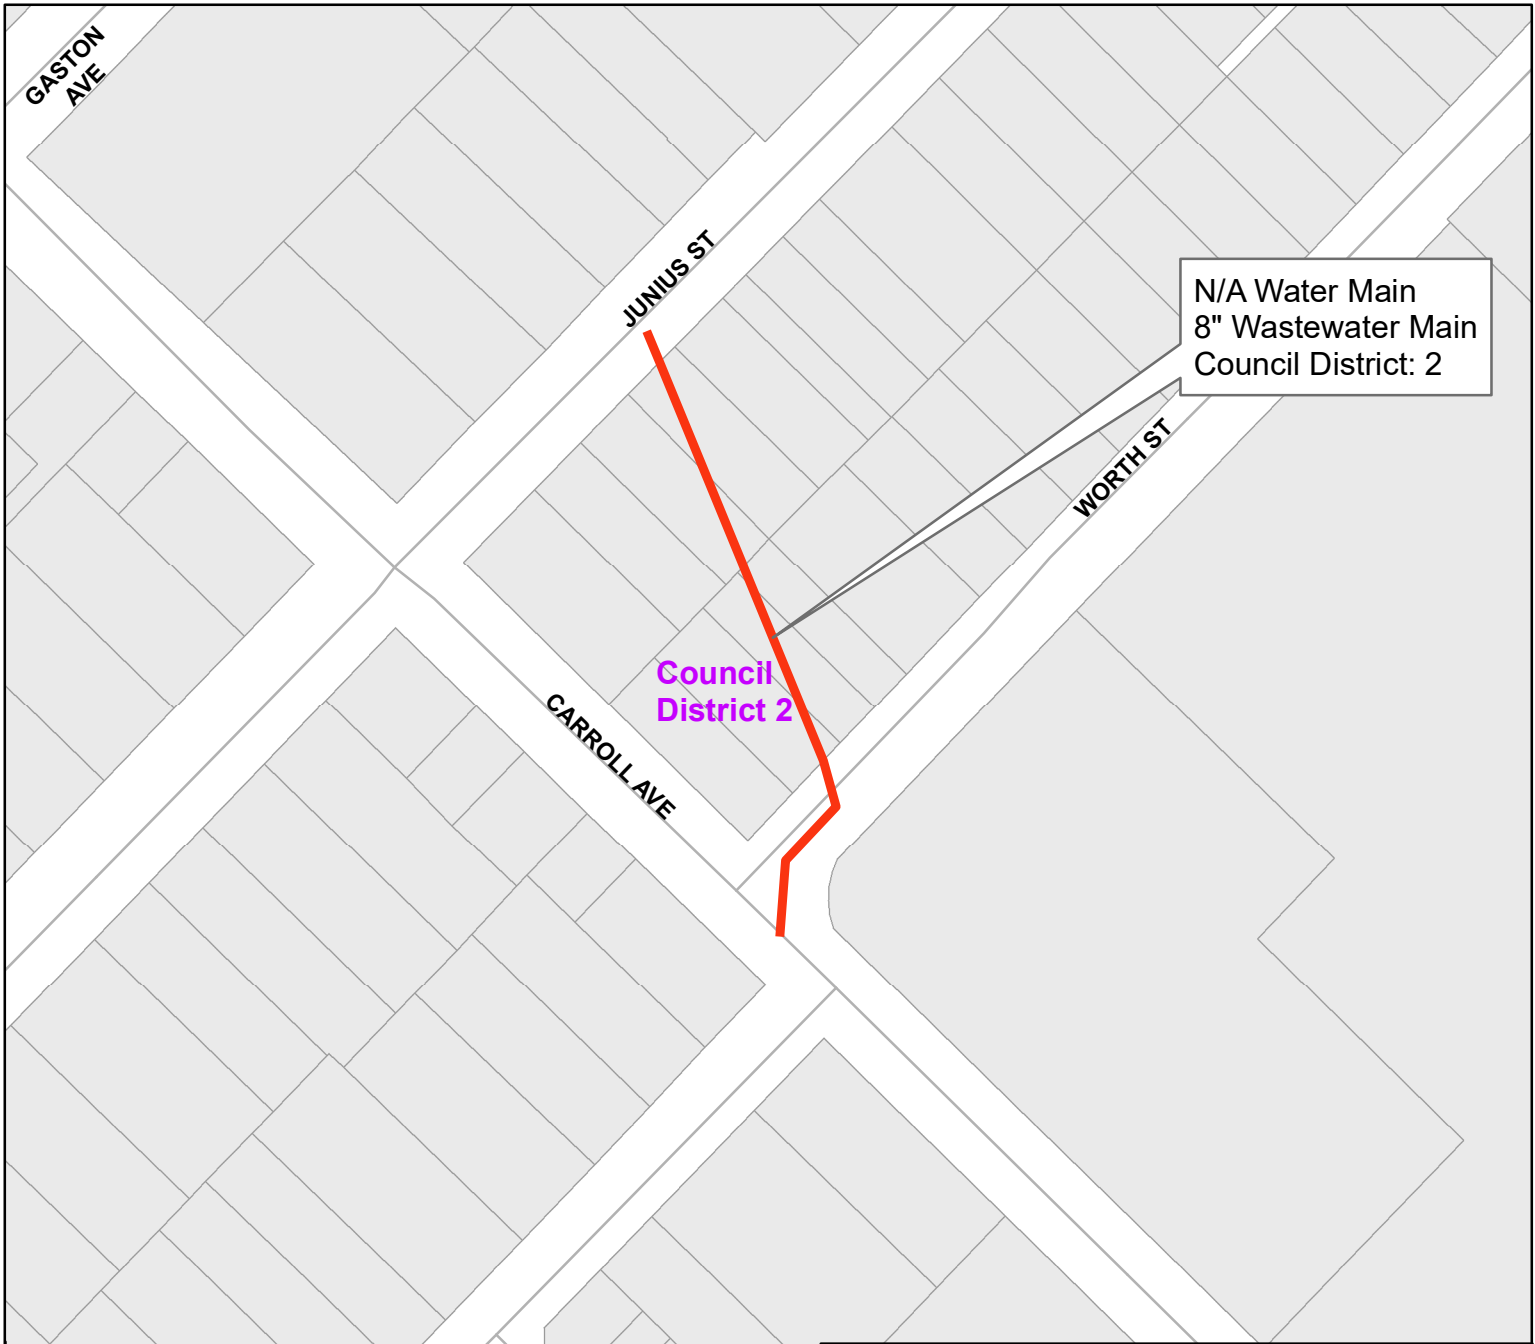 GASTON
AVE
JUNIUS ST
N/A Water Main
8" Wastewater Main
Council District: 2
WORTH ST
Council
District 2
CARROLL AVE